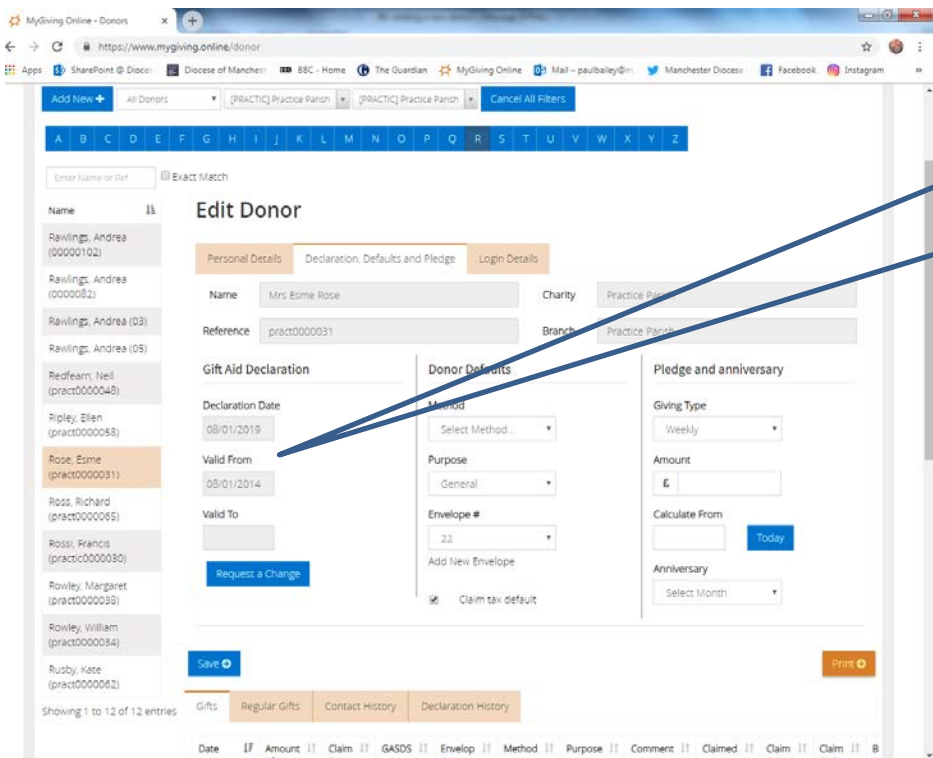 MyGiving Online - Donors
https://www.mygiving.online/donor
Apps SharePoint @ Dioce Diocese of Manches BBC - Home The Guardian MyGiving Online Mail – paulbailey@ Manchester Diocese Facebook Instagram »
Add New + All Donors [PRACTIC] Practice Parish [PRACTIC] Practice Parish Cancel All Filters
A B C D E F G H I J K L M N O P Q R S T U V W X Y Z
Enter Name or Ref Exact Match
Name
Rawlings, Andrea
(00000102)
Rawlings, Andrea
(0000082)
Rawlings, Andrea (03)
Rawlings, Andrea (05)
Redfearn, Neil
(pract0000048)
Ripley, Ellen
(pract0000058)
Rose, Esme
(pract0000031)
Ross, Richard
(pract0000065)
Rossi, Francis
(practic0000030)
Rowley, Margaret
(pract0000038)
Rowley, William
(pract0000034)
Rusby, Kate
(pract0000062)
Showing 1 to 12 of 12 entries
Edit Donor
Personal Details Declaration, Defaults and Pledge Login Details
Name Mrs Esme Rose Charity Practice Parish
Reference pract0000031 Branch Practice Parish
Gift Aid Declaration
Declaration Date
08/01/2019
Valid From
08/01/2014
Valid To
Request a Change
Donor Defaults
Method
Select Method...
Purpose
General
Envelope #
22
Add New Envelope
Claim tax default
Pledge and anniversary
Giving Type
Weekly
Amount
£
Calculate From
Today
Anniversary
Select Month
Save Print
Gifts Regular Gifts Contact History Declaration History
Date Amount Claim GASDS Envelop Method Purpose Comment Claimed Claim Claim B